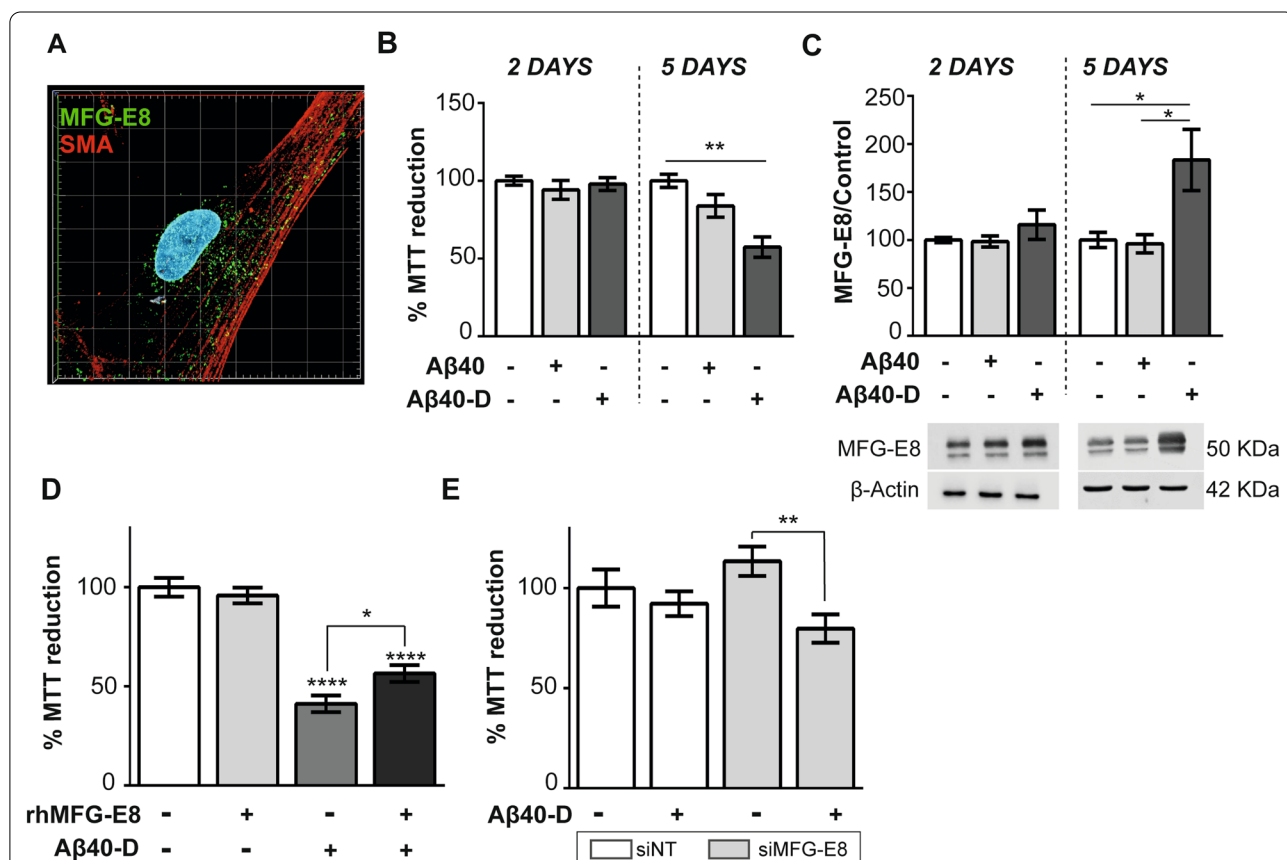 A
MFG-E8
SMA
B
2 DAYS 5 DAYS
% MTT reduction
150
100
50
0
**
Aβ40 - + - - + -
Aβ40-D - - + - - +
C
2 DAYS 5 DAYS
MFG-E8/Control
250
200
150
100
50
0
*
*
Aβ40 - + - - + -
Aβ40-D - - + - - +
MFG-E8 50 KDa
β-Actin 42 KDa
D
% MTT reduction
100
50
0
*
**** ****
rhMFG-E8 - + - +
Aβ40-D - - + +
E
% MTT reduction
100
50
0
**
Aβ40-D - + - +
siNT siMFG-E8